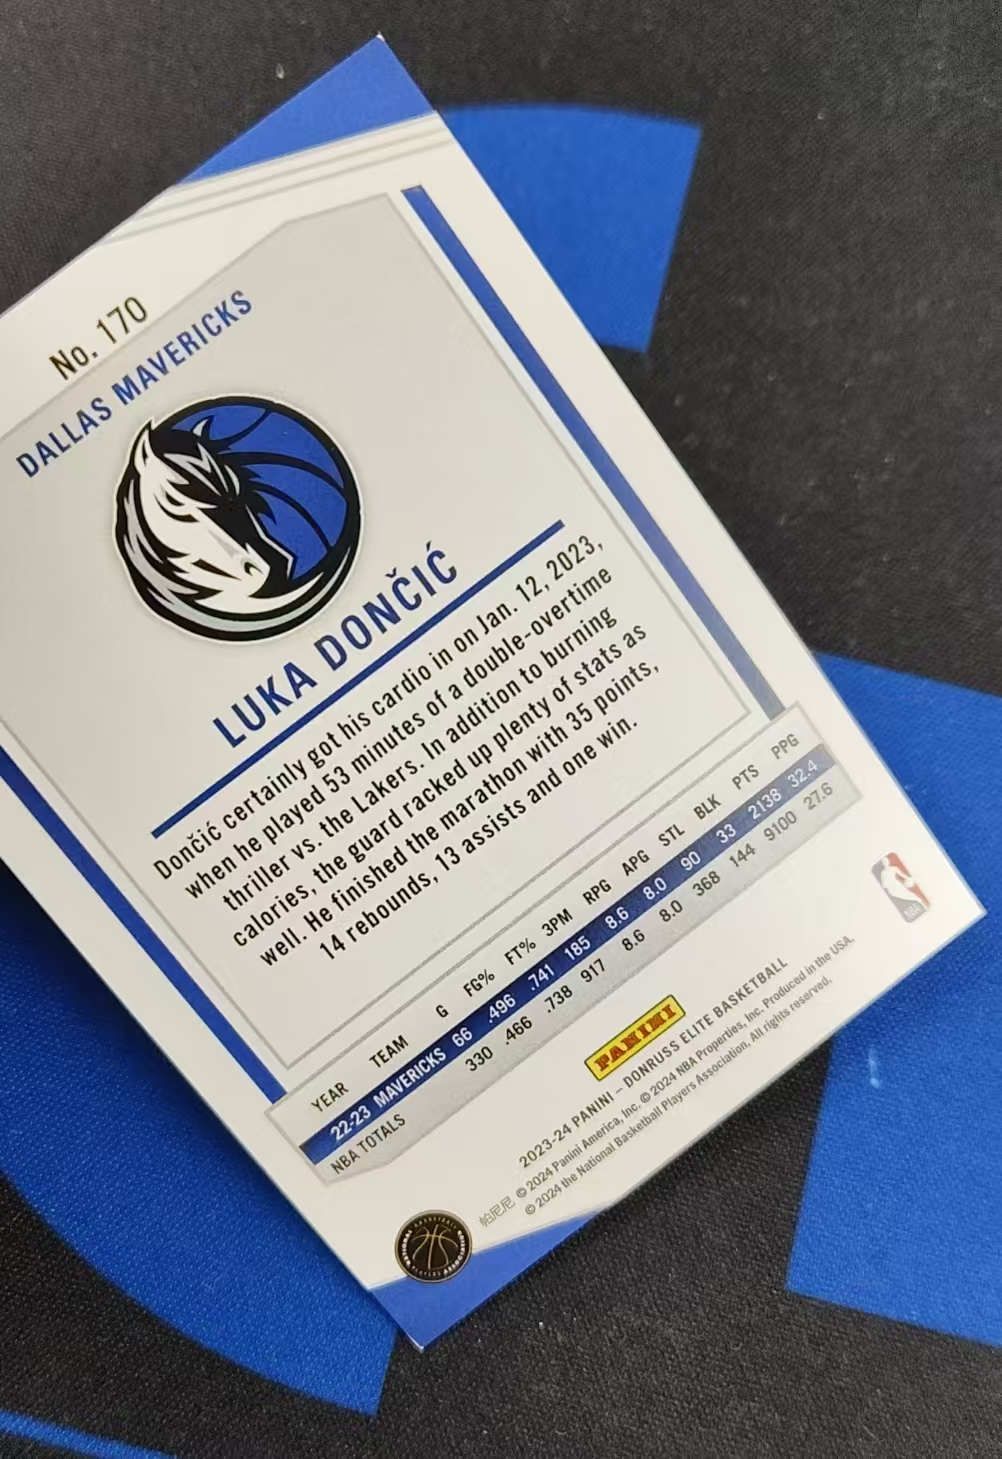 No. 170
DALLAS MAVERICKS
LUKA DONČIĆ
Dončić certainly got his cardio in on Jan. 12, 2023,
when he played 53 minutes of a double-overtime
thriller vs. the Lakers. In addition to burning
calories, the guard racked up plenty of stats as
well. He finished the marathon with 35 points,
14 rebounds, 13 assists and one win.
YEAR TEAM G FG% FT% 3PM RPG APG STL BLK PTS PPG
22-23 MAVERICKS 66 .496 .741 185 8.6 8.0 90 33 2138 32.4
NBA TOTALS 330 .466 .738 917 8.6 8.0 368 144 9100 27.6
NBA
PANINI
2023-24 PANINI – DONRUSS ELITE BASKETBALL
帕尼尼 © 2024 Panini America, Inc. © 2024 NBA Properties, Inc. Produced in the USA.
© 2024 the National Basketball Players Association. All rights reserved.